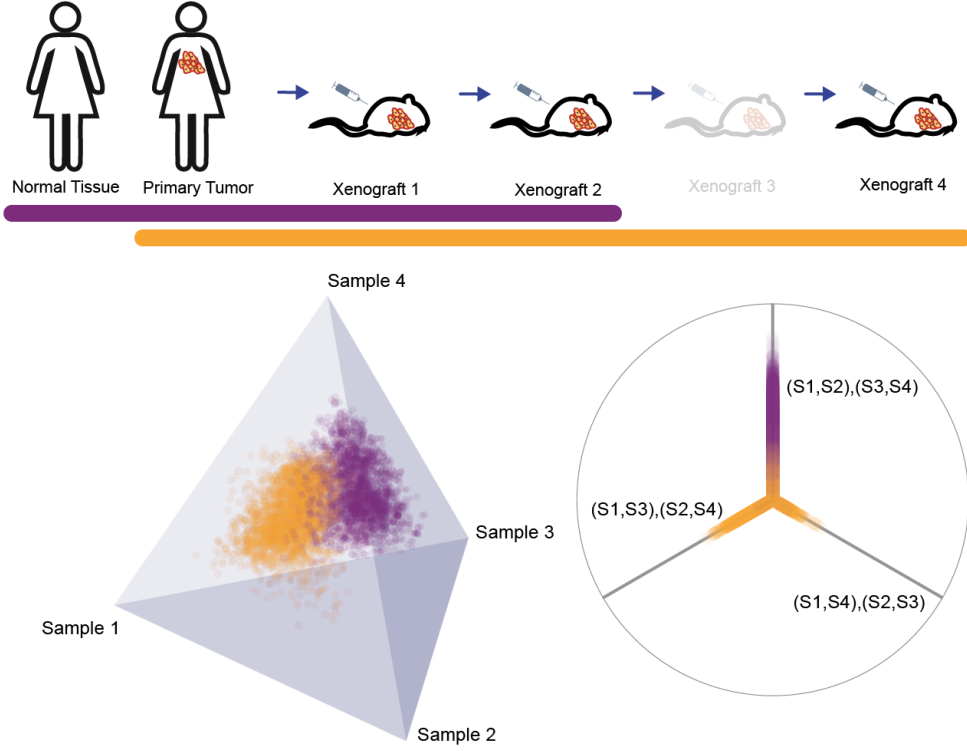 Normal Tissue
Primary Tumor
Xenograft 1
Xenograft 2
Xenograft 3
Xenograft 4
Sample 4
(S1,S2),(S3,S4)
(S1,S3),(S2,S4)
Sample 3
(S1,S4),(S2,S3)
Sample 1
Sample 2